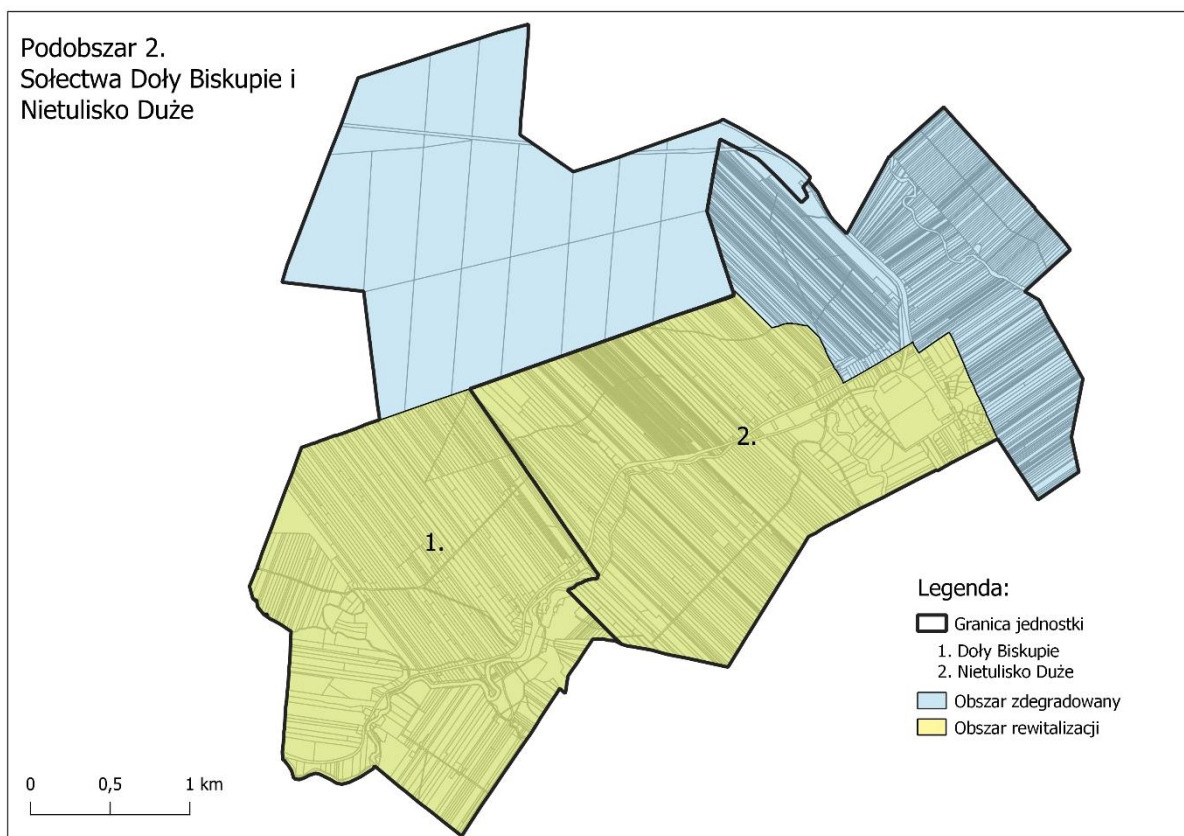 Podobszar 2.
Sołectwa Doły Biskupie i
Nietulisko Duże
1.
2.
Legenda:
Granica jednostki
1. Doły Biskupie
2. Nietulisko Duże
Obszar zdegradowany
Obszar rewitalizacji
0 0,5 1 km